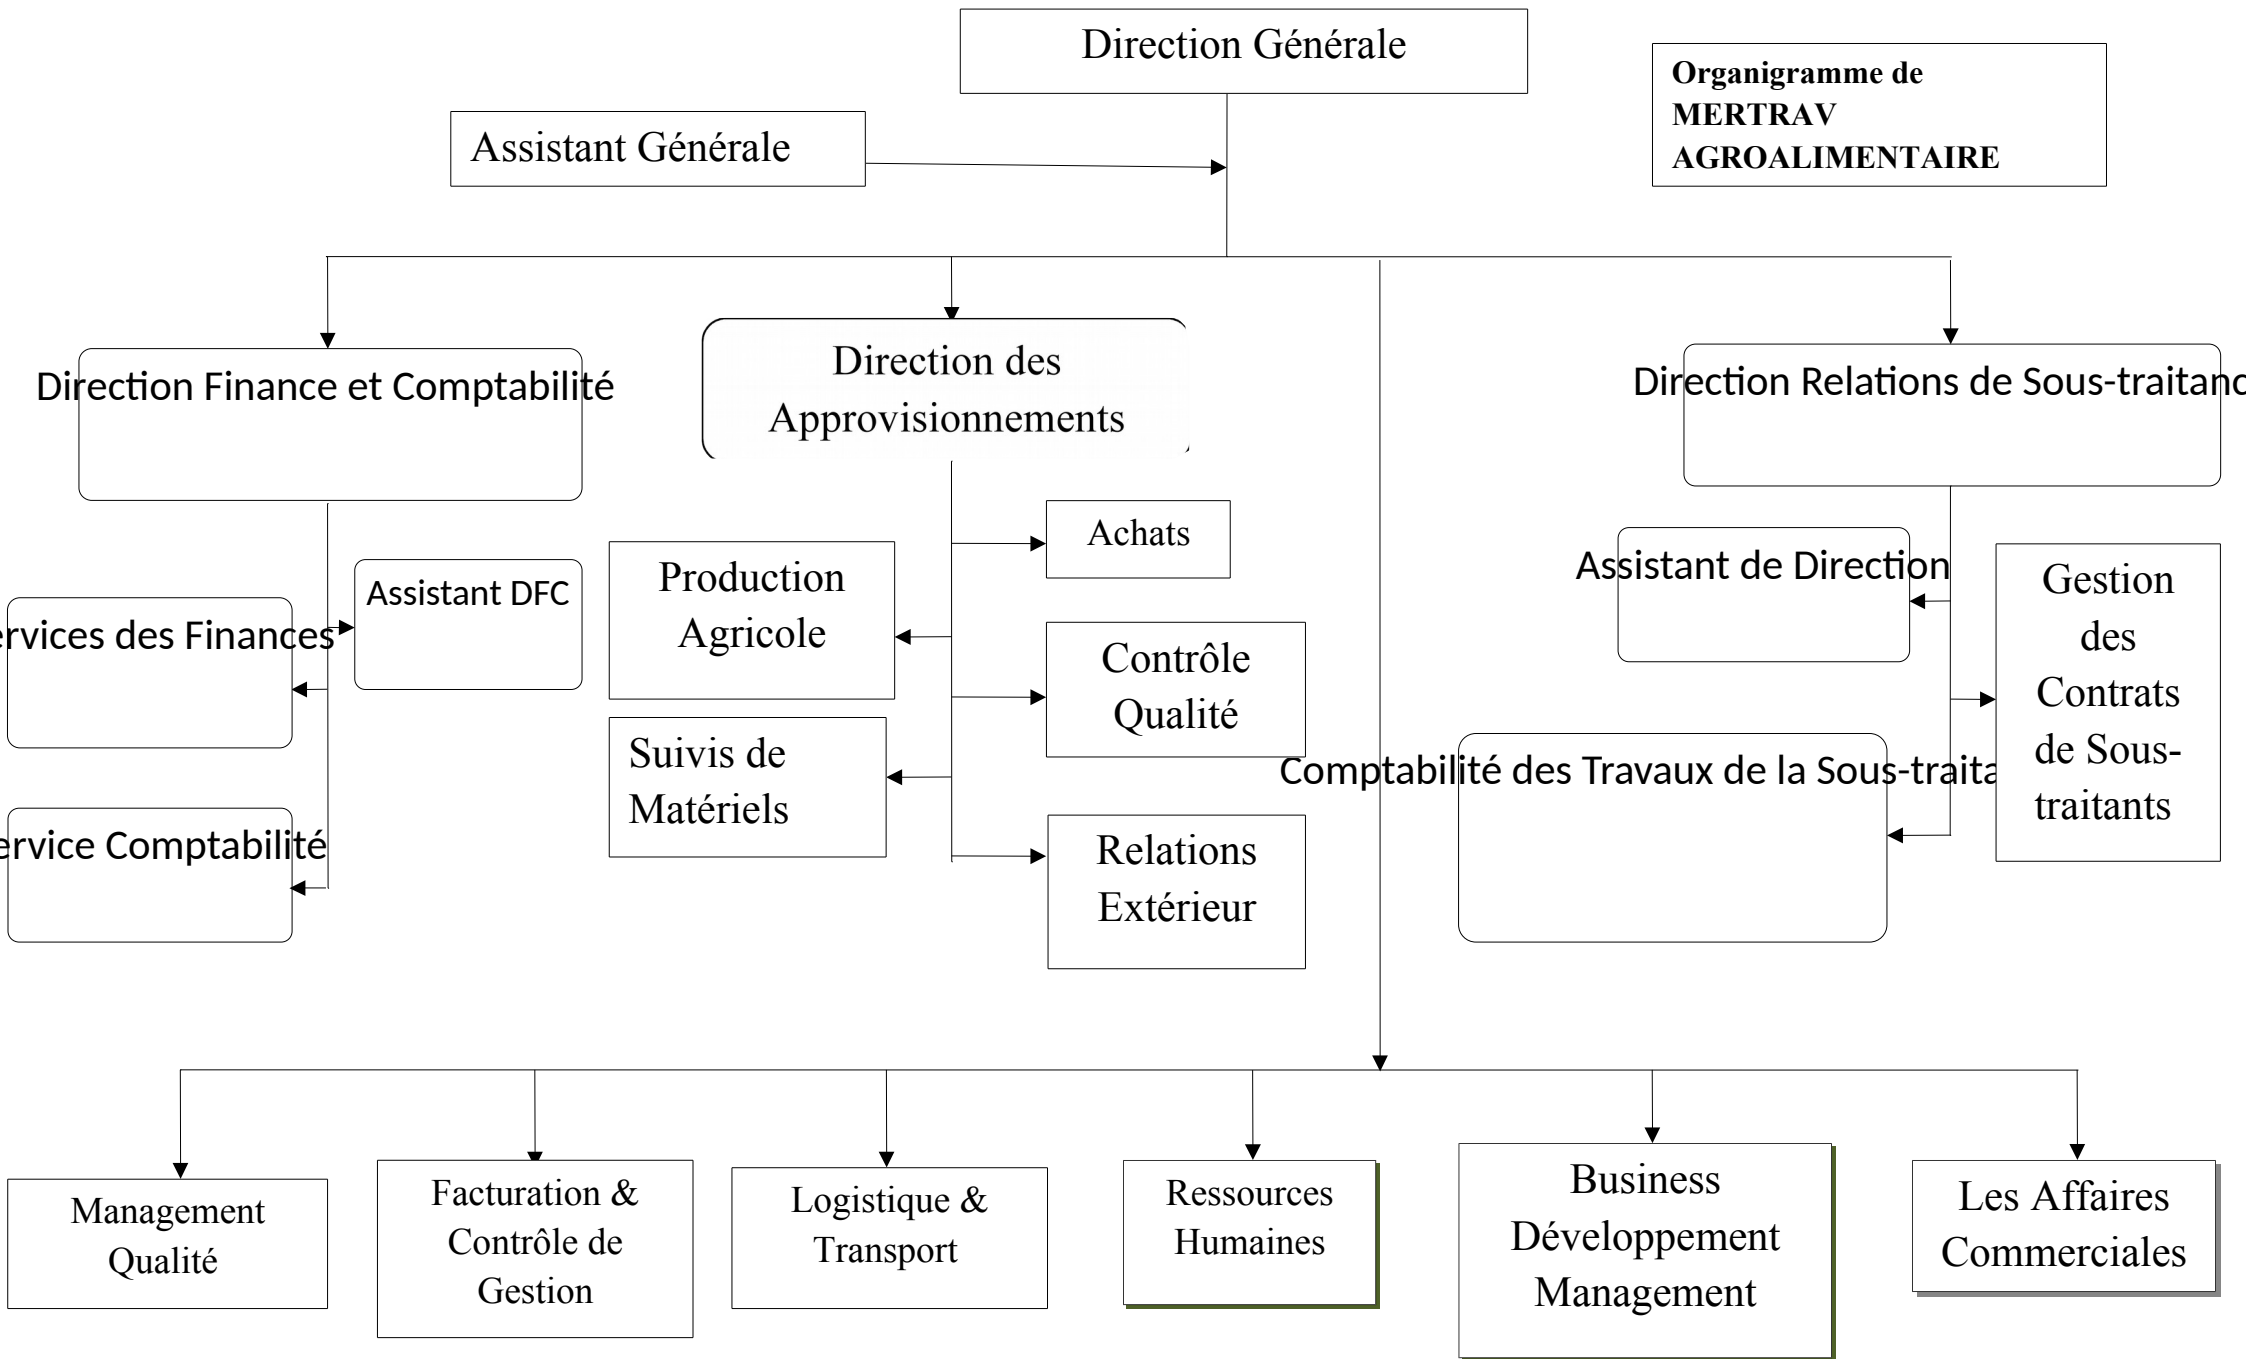 Direction Générale
Organigramme de
MERTRAV
AGROALIMENTAIRE
Assistant Générale
Direction Finance et Comptabilité
Direction des
Approvisionnements
Direction Relations de Sous-traitanc
Achats
Assistant DFC
Production
Agricole
Assistant de Direction
Gestion
des
Contrats
de Sous-
traitants
ervices des Finances
Contrôle
Qualité
Suivis de
Matériels
Comptabilité des Travaux de la Sous-traita
ervice Comptabilité
Relations
Extérieur
Management
Qualité
Facturation &
Contrôle de
Gestion
Logistique &
Transport
Ressources
Humaines
Business
Développement
Management
Les Affaires
Commerciales